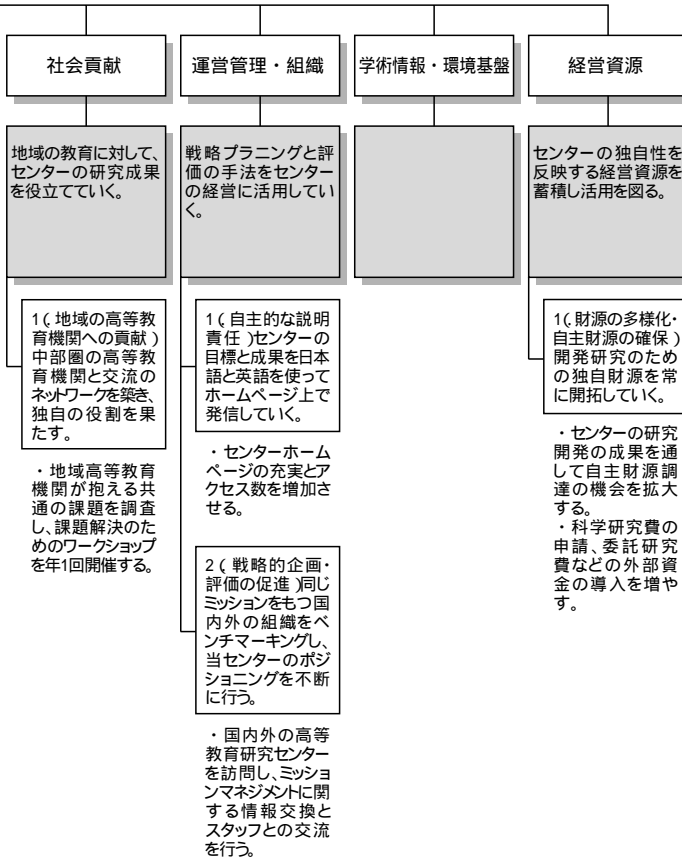 社会貢献
地域の教育に対して、
センターの研究成果
を役立てていく。
1(地域の高等教
育機関への貢献)
中部圏の高等教
育機関と交流の
ネットワークを築き、
独自の役割を果
たす。
・地域高等教育
機関が抱える共
通の課題を調査
し、課題解決のた
めのワークショップ
を年1回開催する。
運営管理・組織
戦略プラニングと評
価の手法をセンター
の経営に活用してい
く。
1(自主的な説明
責任)センターの
目標と成果を日本
語と英語を使って
ホームページ上で
発信していく。
・センターホーム
ページの充実とア
クセス数を増加さ
せる。
2(戦略的企画・
評価の促進)同じ
ミッションをもつ国
内外の組織をベ
ンチマーキングし、
当センターのポジ
ショニングを不断
に行う。
・国内外の高等
教育研究センター
を訪問し、ミッショ
ンマネジメントに関
する情報交換と
スタッフとの交流
を行う。
学術情報・環境基盤
経営資源
センターの独自性を
反映する経営資源を
蓄積し活用を図る。
1(財源の多様化・
自主財源の確保)
開発研究のため
の独自財源を常
に開拓していく。
・センターの研究
開発の成果を通
して自主財源調
達の機会を拡大
する。
・科学研究費の
申請、委託研究
費などの外部資
金の導入を増や
す。